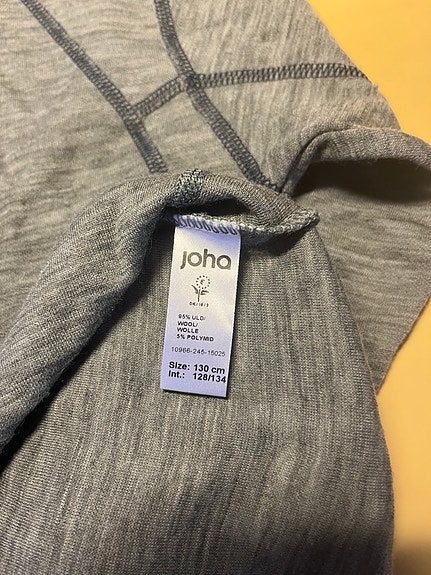 joha
95% ULD/
WOOL/
WOLLE
5% POLYMID
10966-245-15025
Size: 130 cm
Int.: 128/134